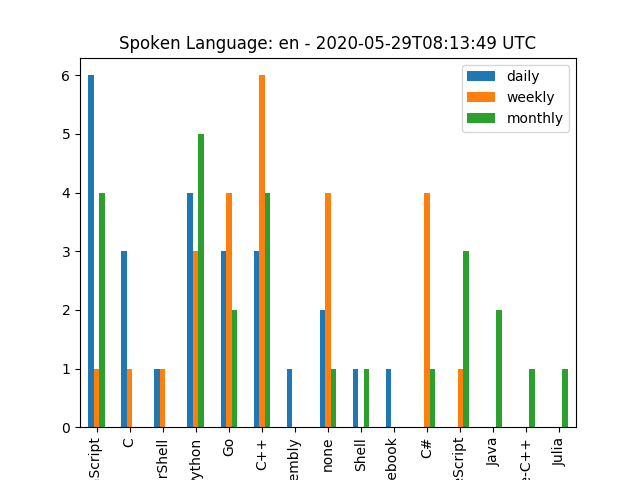 Spoken Language: en - 2020-05-29T08:13:49 UTC
daily
weekly
monthly
6
5
4
3
2
1
0
Script
C
rShell
ython
Go
C++
embly
none
Shell
ebook
C#
eScript
Java
e-C++
Julia